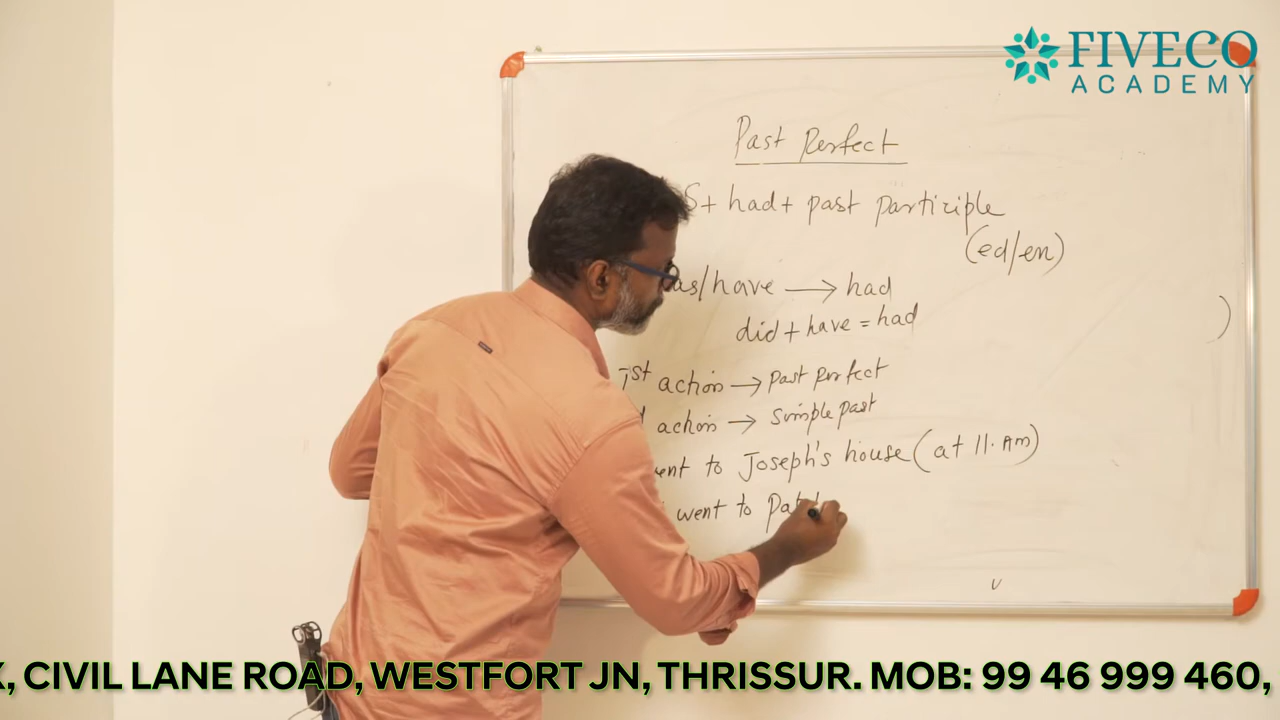 FIVECO
ACADEMY
Past Perfect
S+ had+ past participle
(ed/en)
has/have → had
did + have = had
1st action → Past perfect
action → simple past
went to Joseph's house (at 11. AM)
went to
, CIVIL LANE ROAD, WESTFORT JN, THRISSUR. MOB: 99 46 999 460,